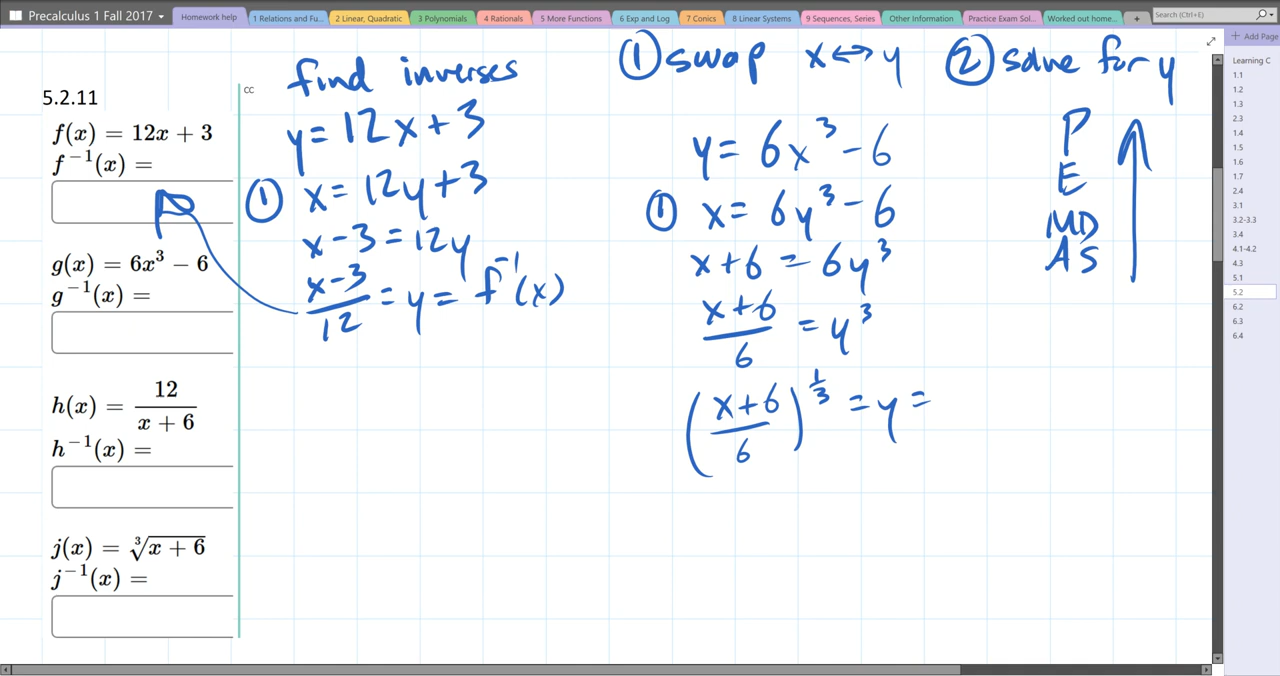 Precalculus 1 Fall 2017
Homework help
1 Relations and Fu...
2 Linear, Quadratic
3 Polynomials
4 Rationals
5 More Functions
6 Exp and Log
7 Conics
8 Linear Systems
9 Sequences, Series
Other Information
Practice Exam Sol...
Worked out home...
+
Search (Ctrl+E)
+ Add Page
Learning C
1.1
1.2
1.3
2.3
1.4
1.5
1.6
1.7
2.4
3.1
3.2-3.3
3.4
4.1-4.2
4.3
5.1
5.2
6.2
6.3
6.4
5.2.11
f(x) = 12x + 3
f⁻¹(x) =
g(x) = 6x³ − 6
g⁻¹(x) =
h(x) = 12/(x + 6)
h⁻¹(x) =
j(x) = ∛(x + 6)
j⁻¹(x) =
cc
find inverses
y = 12x + 3
① x = 12y + 3
x − 3 = 12y
(x − 3)/12 = y = f⁻¹(x)
① swap x ↔ y
② solve for y
y = 6x³ − 6
① x = 6y³ − 6
x + 6 = 6y³
(x + 6)/6 = y³
((x + 6)/6)^(1/3) = y =
P
E
MD
AS